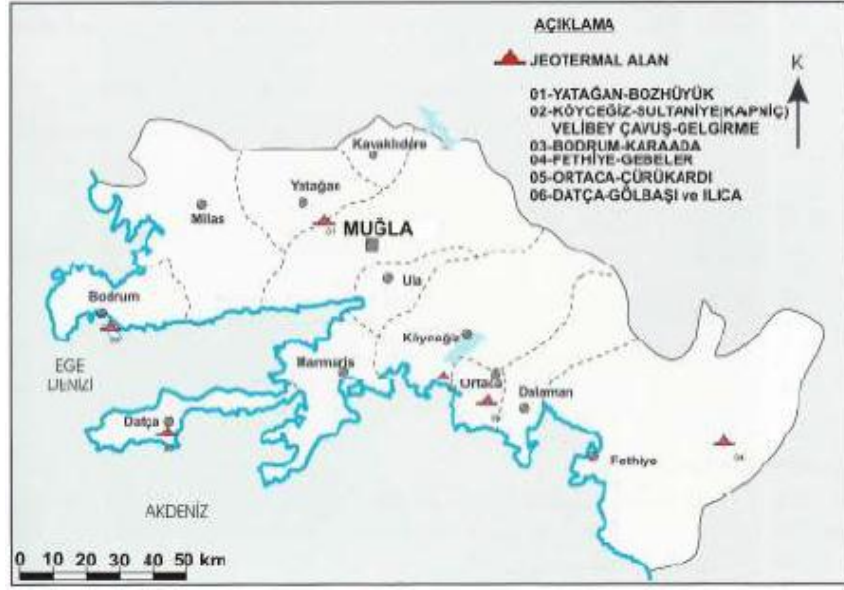 AÇIKLAMA
JEOTERMAL ALAN
K
01-YATAĞAN-BOZHÜYÜK
02-KÖYCEĞİZ-SULTANİYE(KAPNİÇ)
VELİBEY ÇAVUŞ-GELGİRME
03-BODRUM-KARAADA
04-FETHİYE-GEBELER
05-ORTACA-ÇÜRÜKARDI
06-DATÇA-GÖLBAŞI ve ILICA
Kavaklıdere
Yatağan
Milas
01
MUĞLA
Ula
Bodrum
Köyceğiz
EGE
DENİZİ
Marmaris
Ortaca
Dalaman
Datça
Fethiye
04
AKDENİZ
0 10 20 30 40 50 km